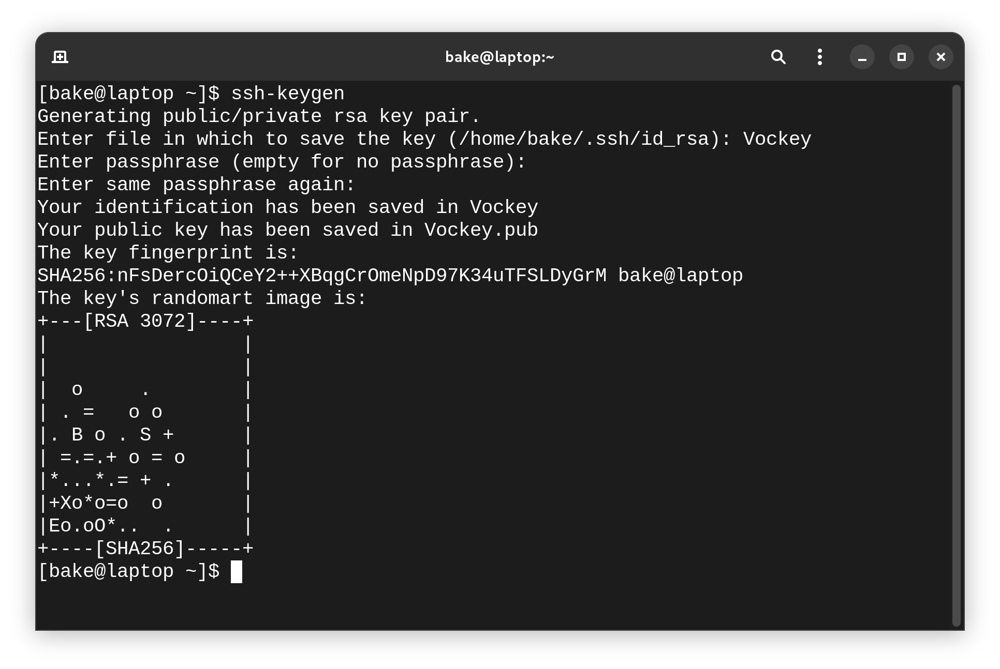 bake@laptop:~
[bake@laptop ~]$ ssh-keygen
Generating public/private rsa key pair.
Enter file in which to save the key (/home/bake/.ssh/id_rsa): Vockey
Enter passphrase (empty for no passphrase):
Enter same passphrase again:
Your identification has been saved in Vockey
Your public key has been saved in Vockey.pub
The key fingerprint is:
SHA256:nFsDercOiQCeY2++XBqgCrOmeNpD97K34uTFSLDyGrM bake@laptop
The key's randomart image is:
+---[RSA 3072]----+
|                 |
|                 |
|  o     .        |
| . =   o o       |
|. B o . S +      |
| =.=.+ o = o     |
|*...*.= + .      |
|+Xo*o=o  o       |
|Eo.oO*..  .      |
+----[SHA256]-----+
[bake@laptop ~]$